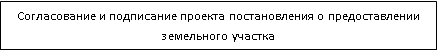 Согласование и подписание проекта постановления о предоставлении
земельного участка